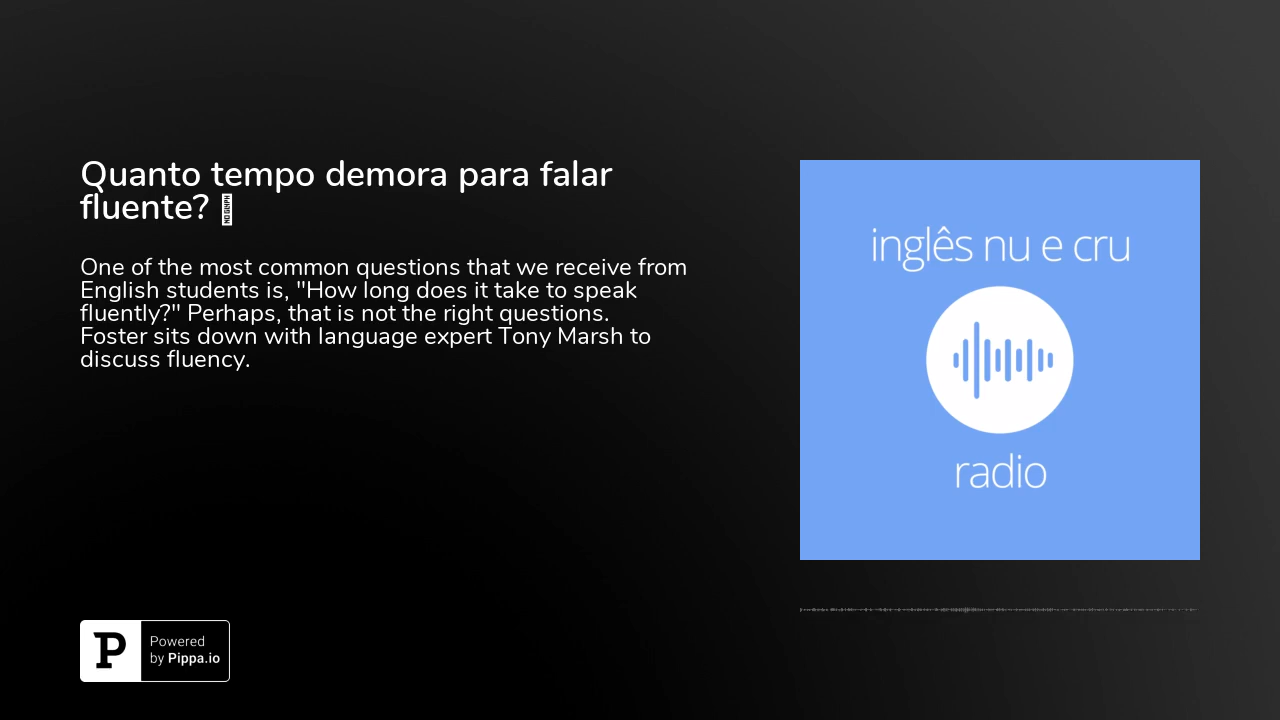 Quanto tempo demora para falar
fluente?
One of the most common questions that we receive from
English students is, "How long does it take to speak
fluently?" Perhaps, that is not the right questions.
Foster sits down with language expert Tony Marsh to
discuss fluency.
inglês nu e cru
radio
P
Powered
by Pippa.io